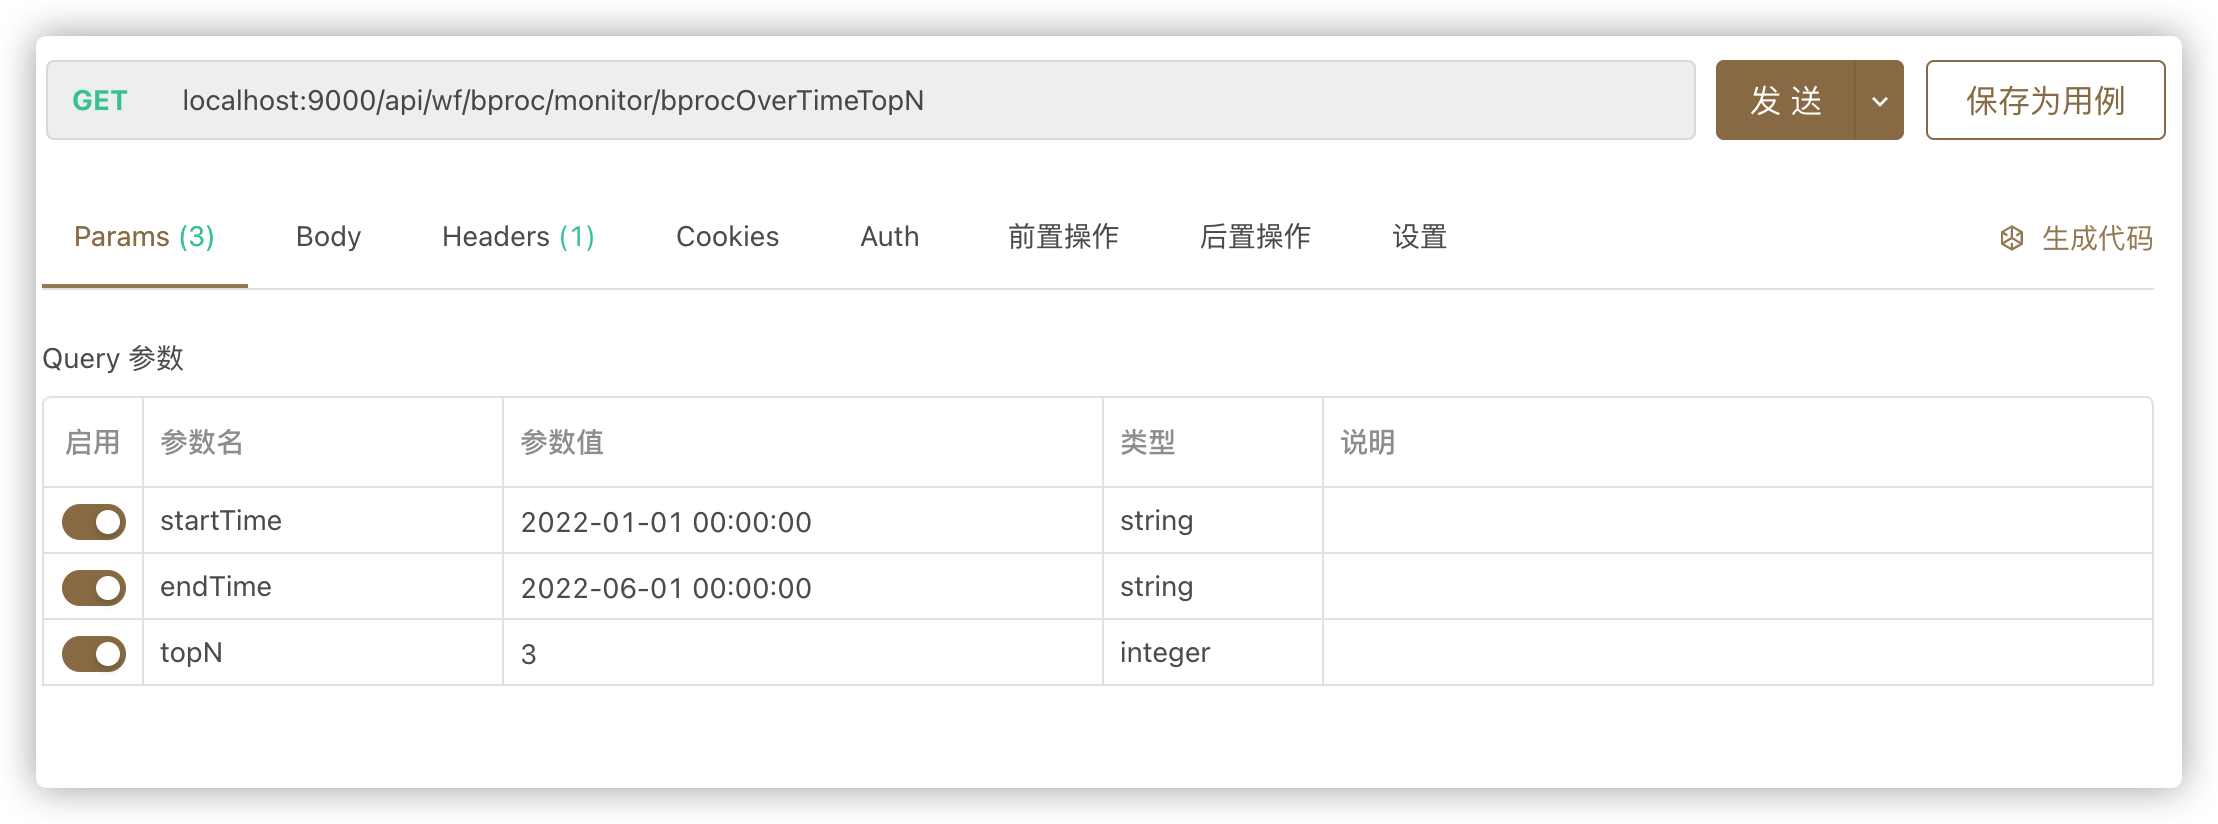 GET localhost:9000/api/wf/bproc/monitor/bprocOverTimeTopN 发 送 保存为用例
Params (3) Body Headers (1) Cookies Auth 前置操作 后置操作 设置 生成代码
Query 参数
启用 参数名 参数值 类型 说明
startTime 2022-01-01 00:00:00 string
endTime 2022-06-01 00:00:00 string
topN 3 integer